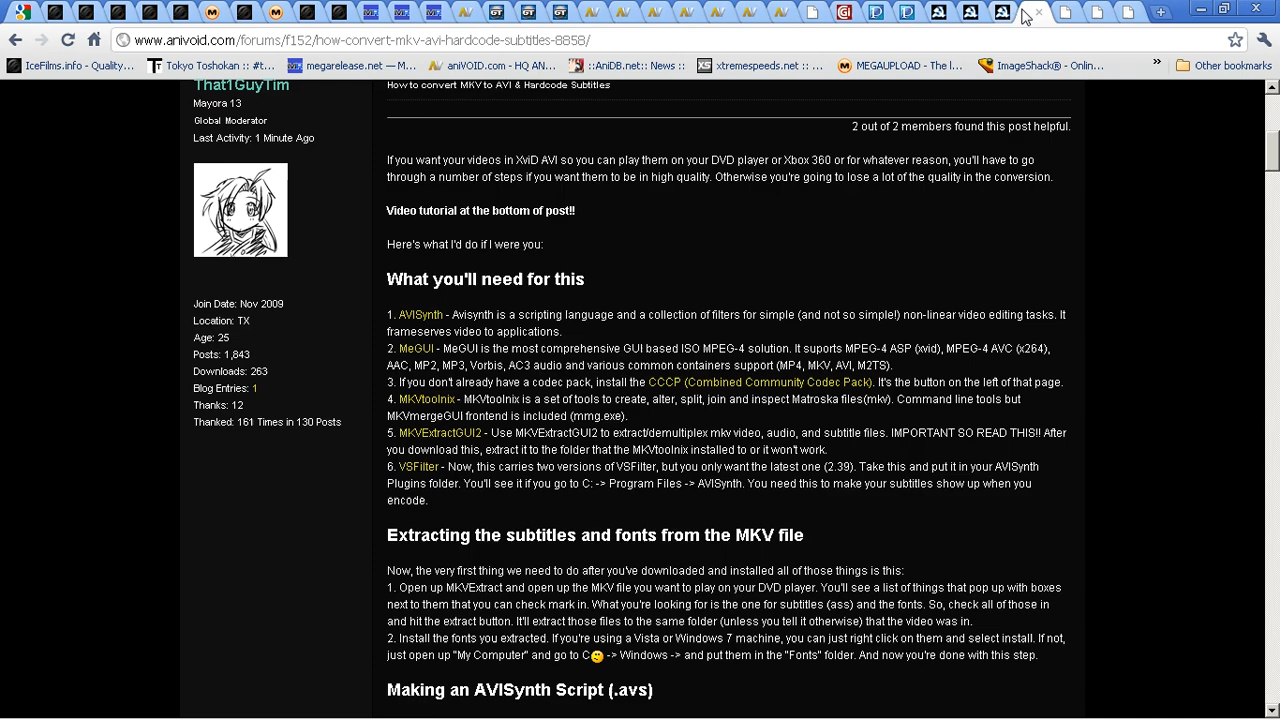 www.anivoid.com/forums/f152/how-convert-mkv-avi-hardcode-subtitles-8858/
IceFilms.info - Quality...
Tokyo Toshokan :: #t...
megarelease.net — M...
aniVOID.com - HQ AN...
::AniDB.net:: Numbe...
xtremespeeds.net :: ...
MEGAUPLOAD - The l...
ImageShack® - Onlin...
»
Other bookmarks
That1GuyTim
Mayora 13
Global Moderator
Last Activity: 1 Minute Ago
Join Date: Nov 2009
Location: TX
Age: 25
Posts: 1,843
Downloads: 263
Blog Entries: 1
Thanks: 12
Thanked: 161 Times in 130 Posts
How to convert MKV to AVI & Hardcode Subtitles
2 out of 2 members found this post helpful.
If you want your videos in XviD AVI so you can play them on your DVD player or Xbox 360 or for whatever reason, you'll have to go
through a number of steps if you want them to be in high quality. Otherwise you're going to lose a lot of the quality in the conversion.
Video tutorial at the bottom of post!!
Here's what I'd do if I were you:
What you'll need for this
1. AVISynth - Avisynth is a scripting language and a collection of filters for simple (and not so simple!) non-linear video editing tasks. It
frameserves video to applications.
2. MeGUI - MeGUI is the most comprehensive GUI based ISO MPEG-4 solution. It suports MPEG-4 ASP (xvid), MPEG-4 AVC (x264),
AAC, MP2, MP3, Vorbis, AC3 audio and various common containers support (MP4, MKV, AVI, M2TS).
3. If you don't already have a codec pack, install the CCCP (Combined Community Codec Pack). It's the button on the left of that page.
4. MKVtoolnix - MKVtoolnix is a set of tools to create, alter, split, join and inspect Matroska files(mkv). Command line tools but
MKVmergeGUI frontend is included (mmg.exe).
5. MKVExtractGUI2 - Use MKVExtractGUI2 to extract/demultiplex mkv video, audio, and subtitle files. IMPORTANT SO READ THIS!! After
you download this, extract it to the folder that the MKVtoolnix installed to or it won't work.
6. VSFilter - Now, this carries two versions of VSFilter, but you only want the latest one (2.39). Take this and put it in your AVISynth
Plugins folder. You'll see it if you go to C: -> Program Files -> AVISynth. You need this to make your subtitles show up when you
encode.
Extracting the subtitles and fonts from the MKV file
Now, the very first thing we need to do after you've downloaded and installed all of those things is this:
1. Open up MKVExtract and open up the MKV file you want to play on your DVD player. You'll see a list of things that pop up with boxes
next to them that you can check mark in. What you're looking for is the one for subtitles (ass) and the fonts. So, check all of those in
and hit the extract button. It'll extract those files to the same folder (unless you tell it otherwise) that the video was in.
2. Install the fonts you extracted. If you're using a Vista or Windows 7 machine, you can just right click on them and select install. If not,
just open up "My Computer" and go to C -> Windows -> and put them in the "Fonts" folder. And now you're done with this step.
Making an AVISynth Script (.avs)